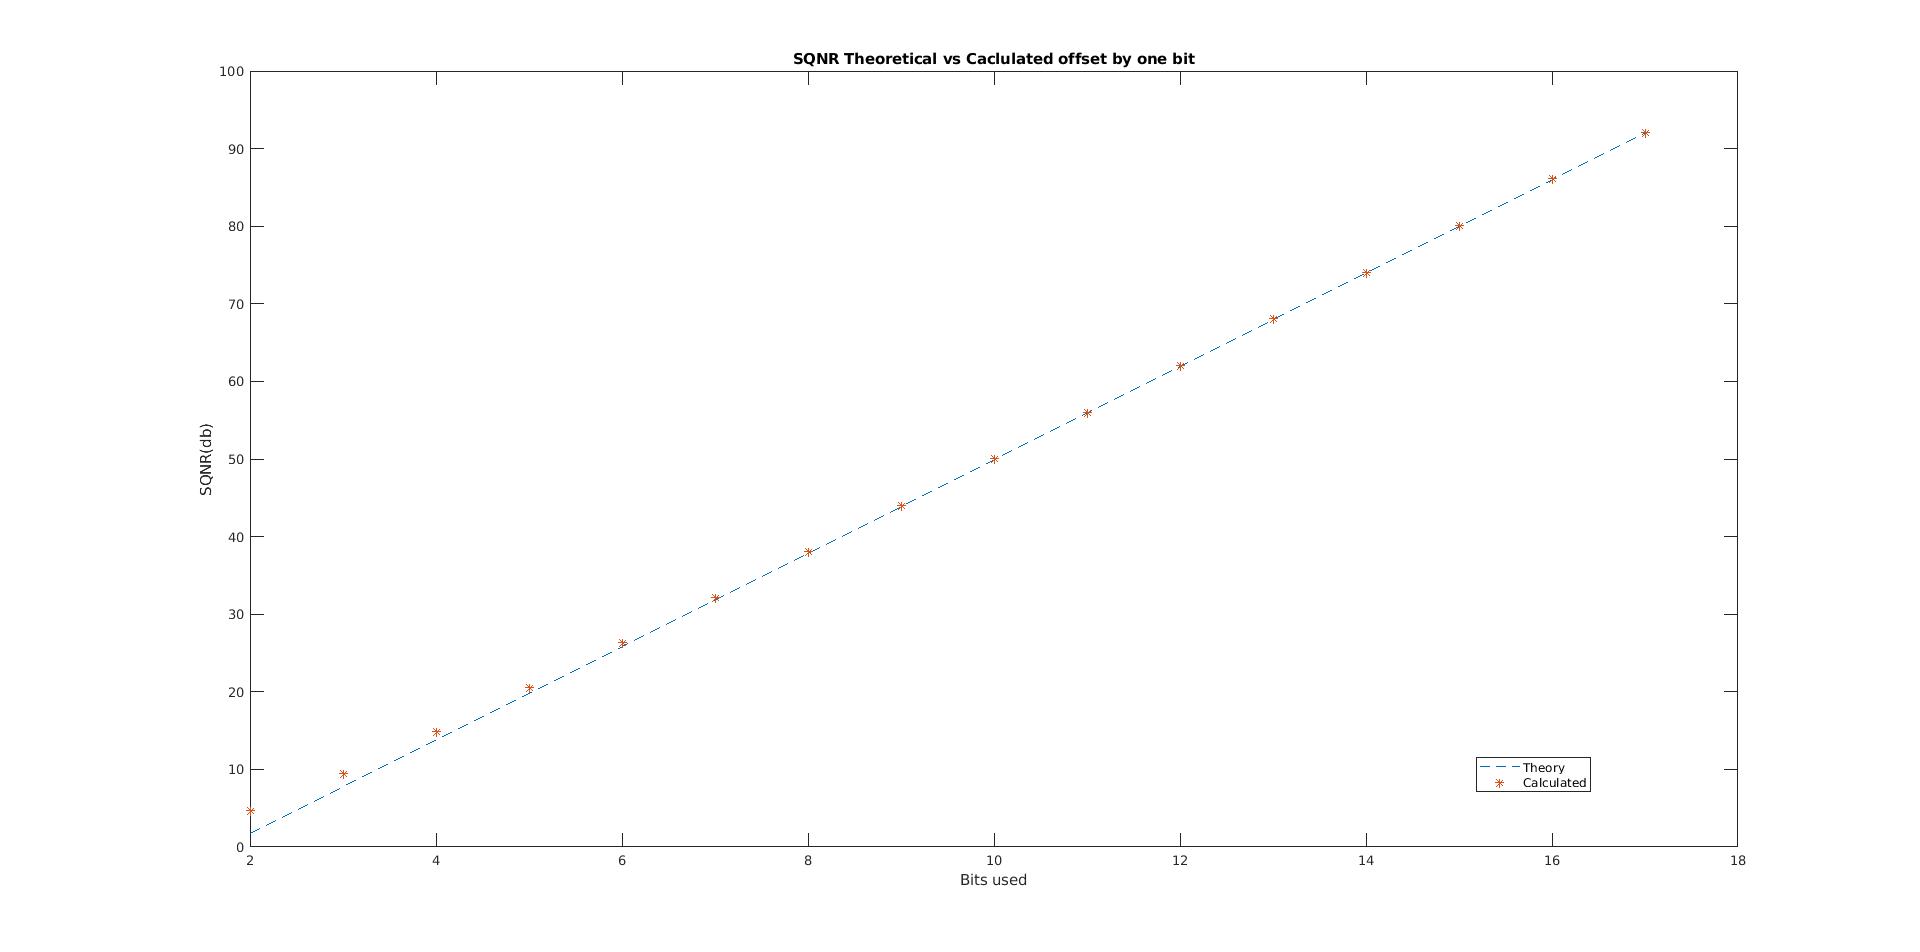 SQNR Theoretical vs Caclulated offset by one bit
100
90
80
70
60
50
40
30
20
10
0
SQNR(db)
2 4 6 8 10 12 14 16 18
Bits used
Theory
Calculated